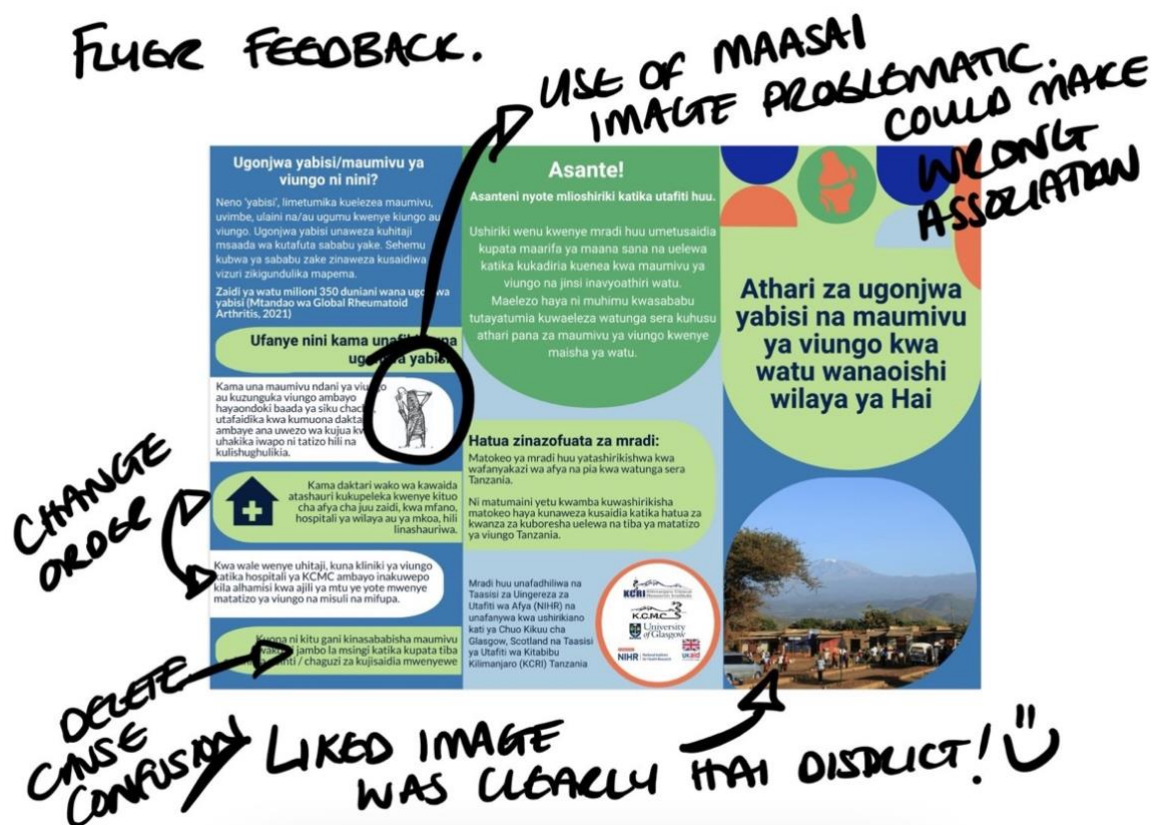 FLYER FEEDBACK.
USE OF MAASAI
IMAGE PROBLEMATIC.
COULD MAKE
WRONG
ASSOCIATION
Ugonjwa yabisi/maumivu ya
viungo ni nini?
Neno 'yabisi', limetumika kuelezea maumivu,
uvimbe, ulaini na/au ugumu kwenye kiungo au
viungo. Ugonjwa yabisi unaweza kuhitaji
msaada wa kutafuta sababu yake. Sehemu
kubwa ya sababu zake zinaweza kusaidiwa
vizuri zikigundulika mapema.
Zaidi ya watu milioni 350 duniani wana
yabisi (Mtandao wa Global Rheumatoid
Arthritis, 2021)
Ufanye nini kama
Kama una maumivu ndani ya
au kuzunguka viungo ambayo
hayaondoki baada ya siku
utafaidika kwa kumuona
ambaye ana uwezo wa kujua
uhakika iwapo ni tatizo hili na
kulishughulikia.
Kama daktari wako wa kawaida
atashauri kukupeleka kwenye kituo
cha afya cha juu zaidi, kwa mfano,
hospitali ya wilaya au ya mkoa, hili
linashauriwa.
CHANGE
ORDER
Kwa wale wenye uhitaji, kuna kliniki ya viungo
katika hospitali ya KCMC ambayo inakuwepo
kila alhamisi kwa ajili ya mtu ye yote mwenye
matatizo ya viungo na misuli na mifupa.
ni kitu gani kinasababisha maumivu
jambo la msingi katika kupata tiba
/ chaguzi za kujisaidia mwenyewe
DELETE
CAUSE
CONFUSION
Asante!
Asanteni nyote mlioshiriki katika utafiti huu.
Ushiriki wenu kwenye mradi huu umetusaidia
kupata maarifa ya maana sana na uelewa
katika kukadiria kuenea kwa maumivu ya
viungo na jinsi inavyoathiri watu.
Maelezo haya ni muhimu kwasababu
tutayatumia kuwaeleza watunga sera kuhusu
athari pana za maumivu ya viungo kwenye
maisha ya watu.
Hatua zinazofuata za mradi:
Matokeo ya mradi huu yatashirikishwa kwa
wafanyakazi wa afya na pia kwa watunga sera
Tanzania.
Ni matumaini yetu kwamba kuwashirikisha
matokeo haya kunaweza kusaidia katika hatua za
kwanza za kuboresha uelewa na tiba ya matatizo
ya viungo Tanzania.
Mradi huu unafadhiliwa na
Taasisi za Uingereza za
Utafiti wa Afya (NIHR) na
unafanywa kwa ushirikiano
kati ya Chuo Kikuu cha
Glasgow, Scotland na Taasisi
ya Utafiti wa Kitabibu
Kilimanjaro (KCRI) Tanzania
KCRI
K.C.M.C
University
of Glasgow
NIHR
ukaid
Athari za ugonjwa
yabisi na maumivu
ya viungo kwa
watu wanaoishi
wilaya ya Hai
LIKED IMAGE
WAS CLEARLY HAI DISTRICT!